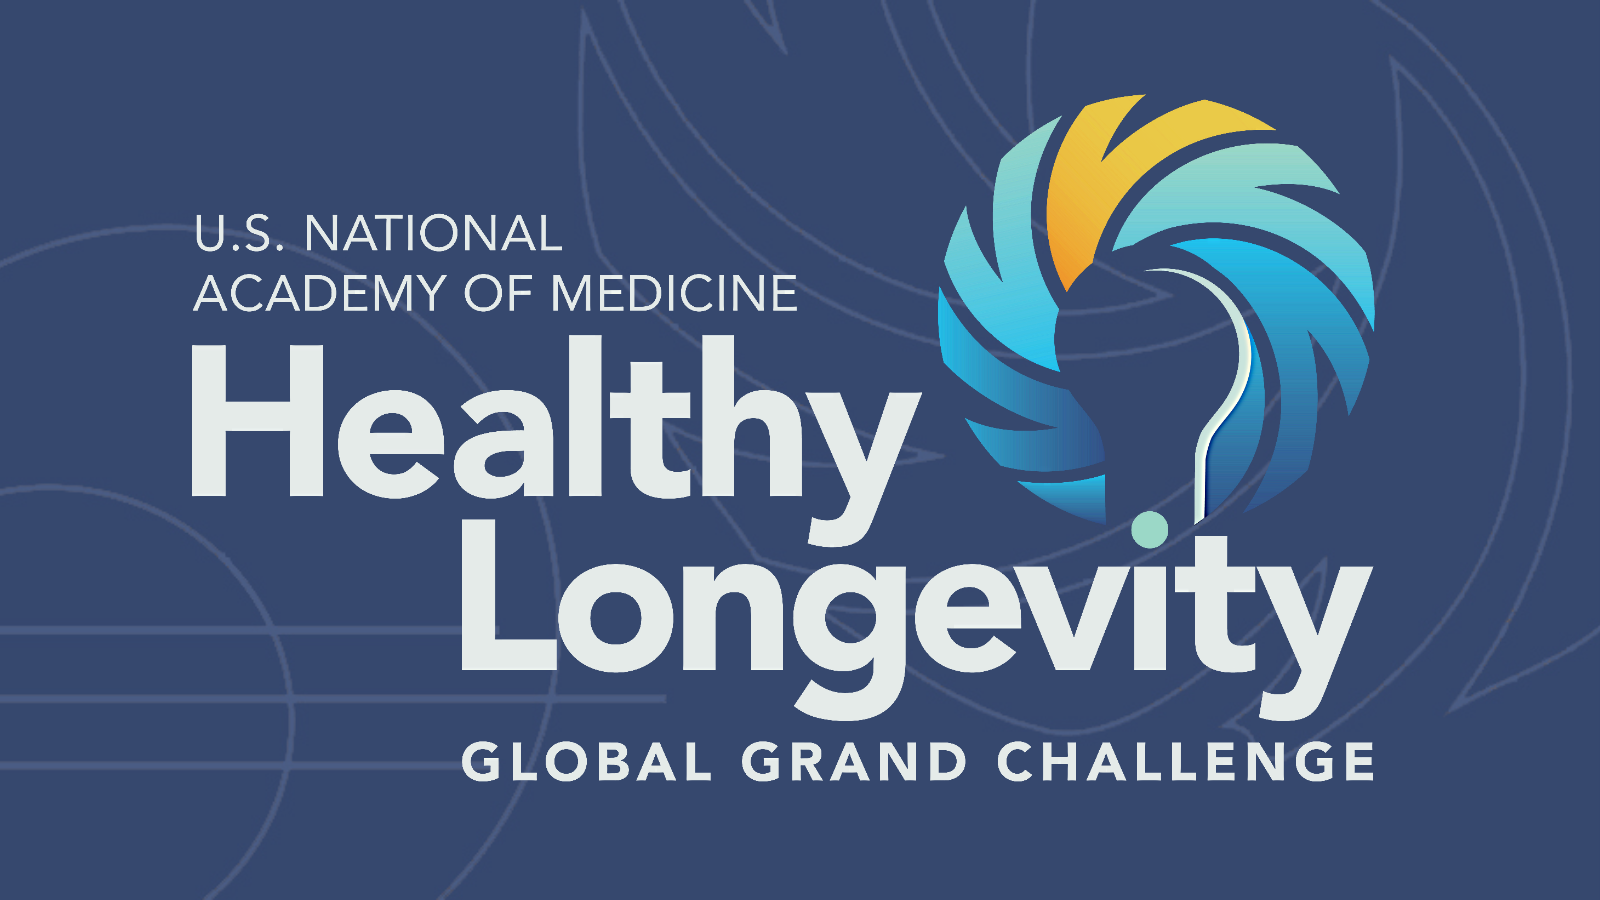 U.S. NATIONAL
ACADEMY OF MEDICINE
Healthy
Longevity
GLOBAL GRAND CHALLENGE